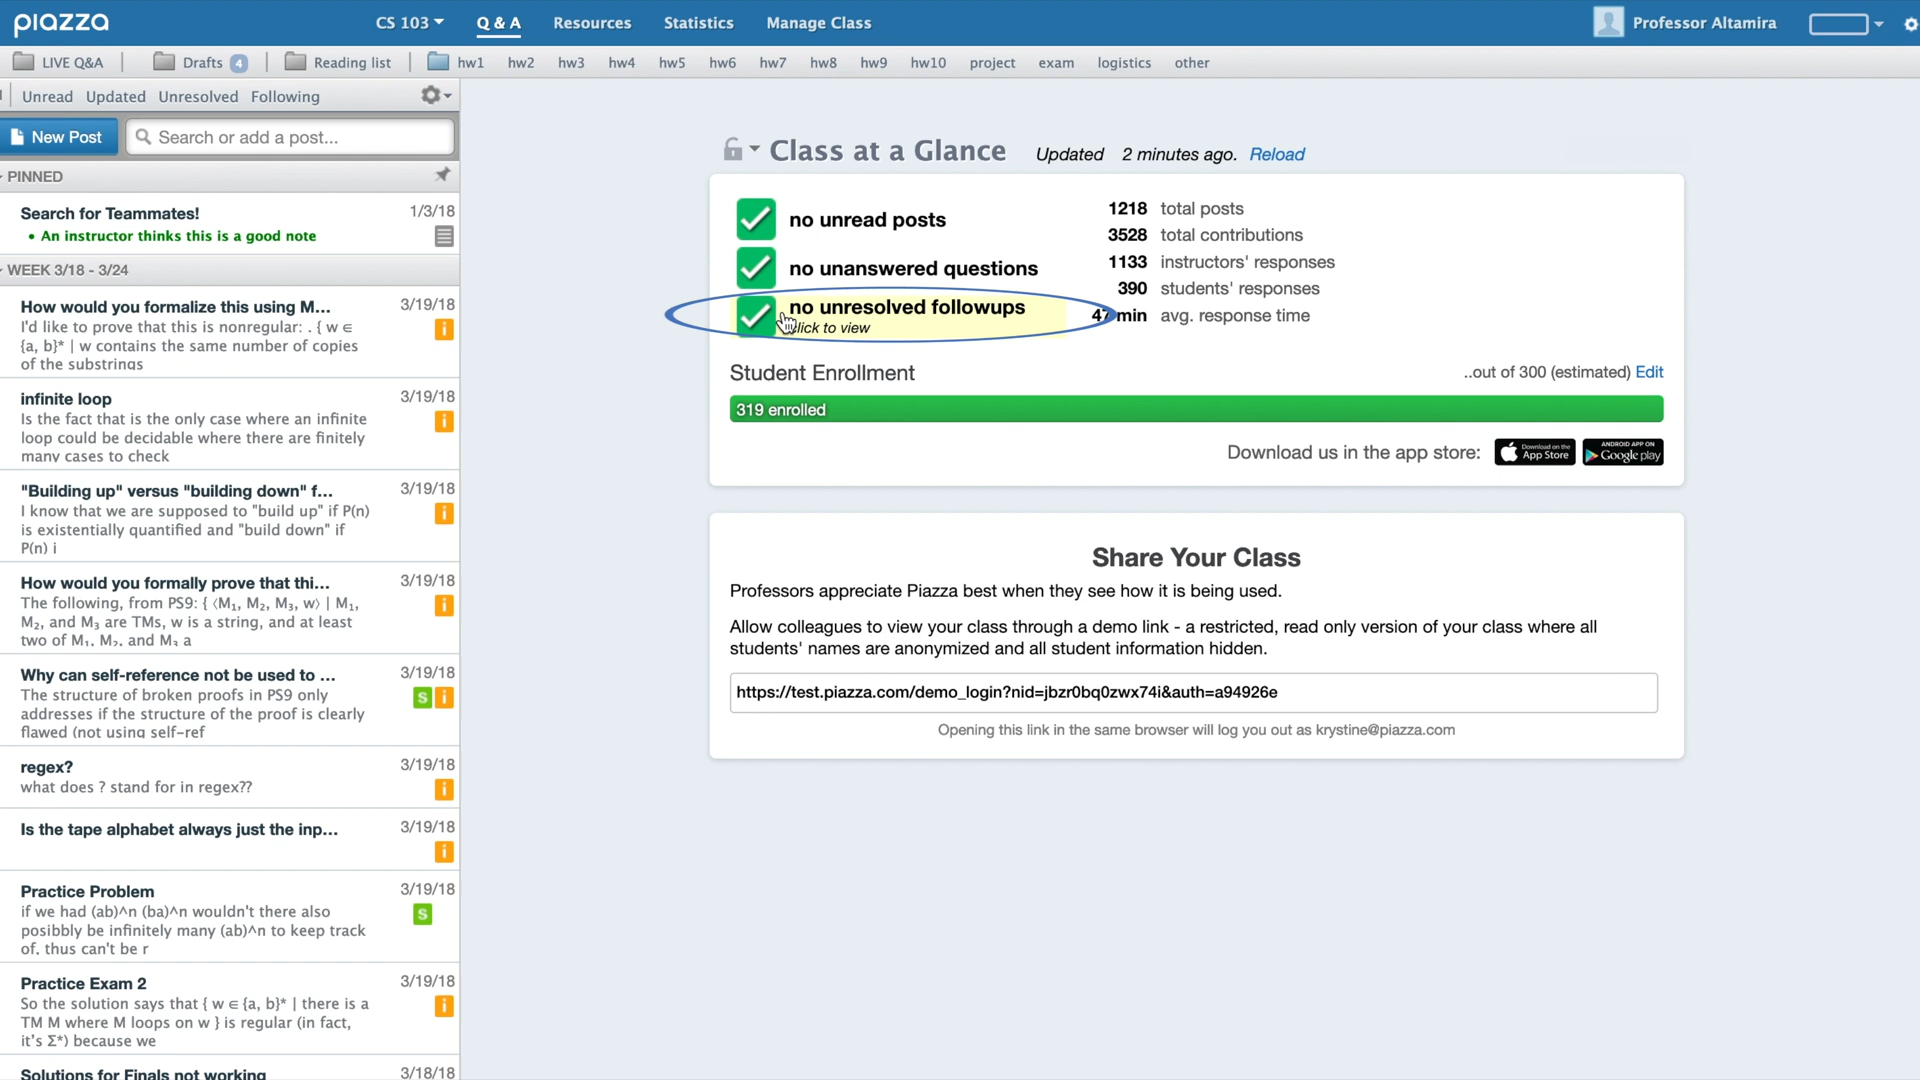 piazza
CS 103
Q & A
Resources
Statistics
Manage Class
Professor Altamira
LIVE Q&A
Drafts 4
Reading list
hw1
hw2
hw3
hw4
hw5
hw6
hw7
hw8
hw9
hw10
project
exam
logistics
other
Unread Updated Unresolved Following
New Post
Search or add a post...
PINNED
Search for Teammates! 1/3/18
• An instructor thinks this is a good note
WEEK 3/18 - 3/24
How would you formalize this using M... 3/19/18
I'd like to prove that this is nonregular: . { w ∈
{a, b}* | w contains the same number of copies
of the substrings
i
infinite loop 3/19/18
Is the fact that is the only case where an infinite
loop could be decidable where there are finitely
many cases to check
i
"Building up" versus "building down" f... 3/19/18
I know that we are supposed to "build up" if P(n)
is existentially quantified and "build down" if
P(n) i
i
How would you formally prove that thi... 3/19/18
The following, from PS9: { ⟨M₁, M₂, M₃, w⟩ | M₁,
M₂, and M₃ are TMs, w is a string, and at least
two of M₁, M₂, and M₃ a
i
Why can self-reference not be used to ... 3/19/18
The structure of broken proofs in PS9 only
addresses if the structure of the proof is clearly
flawed (not using self-ref
S i
regex? 3/19/18
what does ? stand for in regex??
i
Is the tape alphabet always just the inp... 3/19/18
i
Practice Problem 3/19/18
if we had (ab)^n (ba)^n wouldn't there also
posibbly be infinitely many (ab)^n to keep track
of, thus can't be r
S
Practice Exam 2 3/19/18
So the solution says that { w ∈ {a, b}* | there is a
TM M where M loops on w } is regular (in fact,
it's Σ*) because we
i
Solutions for Finals not working 3/18/18
Class at a Glance
Updated 2 minutes ago. Reload
no unread posts
no unanswered questions
no unresolved followups
click to view
1218 total posts
3528 total contributions
1133 instructors' responses
390 students' responses
47 min avg. response time
Student Enrollment
..out of 300 (estimated) Edit
319 enrolled
Download us in the app store:
Download on the
App Store
ANDROID APP ON
Google play
Share Your Class
Professors appreciate Piazza best when they see how it is being used.
Allow colleagues to view your class through a demo link - a restricted, read only version of your class where all
students' names are anonymized and all student information hidden.
https://test.piazza.com/demo_login?nid=jbzr0bq0zwx74i&auth=a94926e
Opening this link in the same browser will log you out as krystine@piazza.com